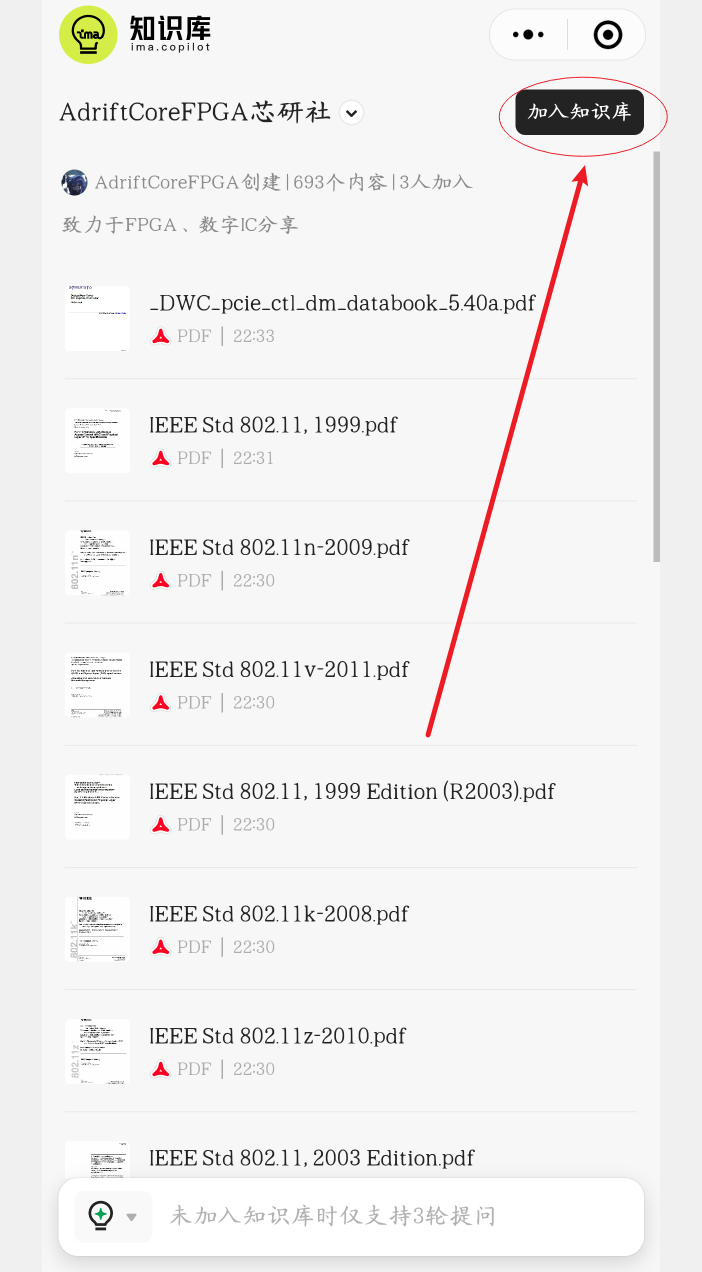 ima
知识库
ima.copilot
AdriftCoreFPGA芯研社
加入知识库
AdriftCoreFPGA创建|693个内容|3人加入
致力于FPGA、数字IC分享
_DWC_pcie_ctl_dm_databook_5.40a.pdf
PDF | 22:33
IEEE Std 802.11, 1999.pdf
PDF | 22:31
IEEE Std 802.11n-2009.pdf
PDF | 22:30
IEEE Std 802.11v-2011.pdf
PDF | 22:30
IEEE Std 802.11, 1999 Edition (R2003).pdf
PDF | 22:30
IEEE Std 802.11k-2008.pdf
PDF | 22:30
IEEE Std 802.11z-2010.pdf
PDF | 22:30
IEEE Std 802.11, 2003 Edition.pdf
未加入知识库时仅支持3轮提问